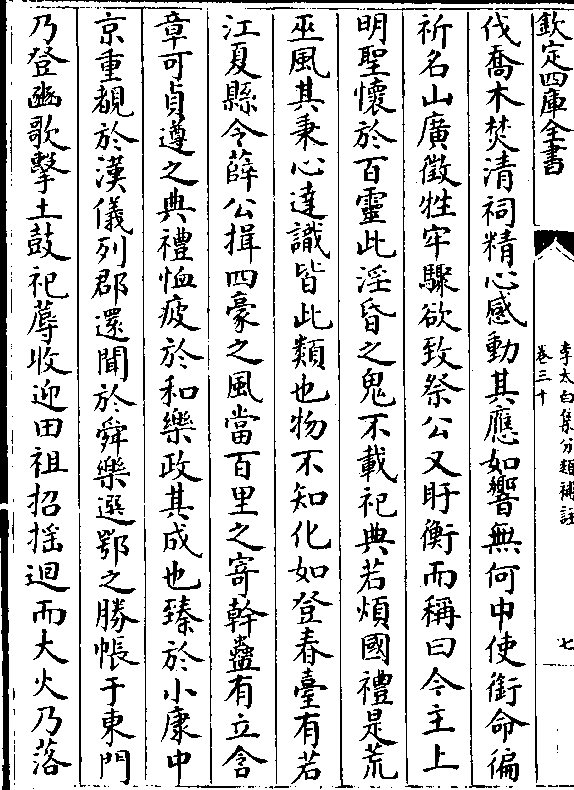 欽定四庫全書
李太白集分類補註
卷三十
七
伐喬木焚清祠精心感動其應如響無何中使銜命徧
祈名山廣徵牲牢驟欲致祭公又盱衡而稱曰今主上
明聖懷於百靈此淫昏之鬼不載祀典若煩國禮是荒
巫風其秉心達識皆此類也物不知化如登春臺有若
江夏縣令薛公揖四豪之風當百里之寄幹蠱有立含
章可貞遵之典禮恤疲於和樂政其成也臻於小康中
京重覩於漢儀列郡還聞於舜樂選鄂之勝帳于東門
乃登豳歌擊土鼓祀蓐收迎田祖招揺迴而大火乃落